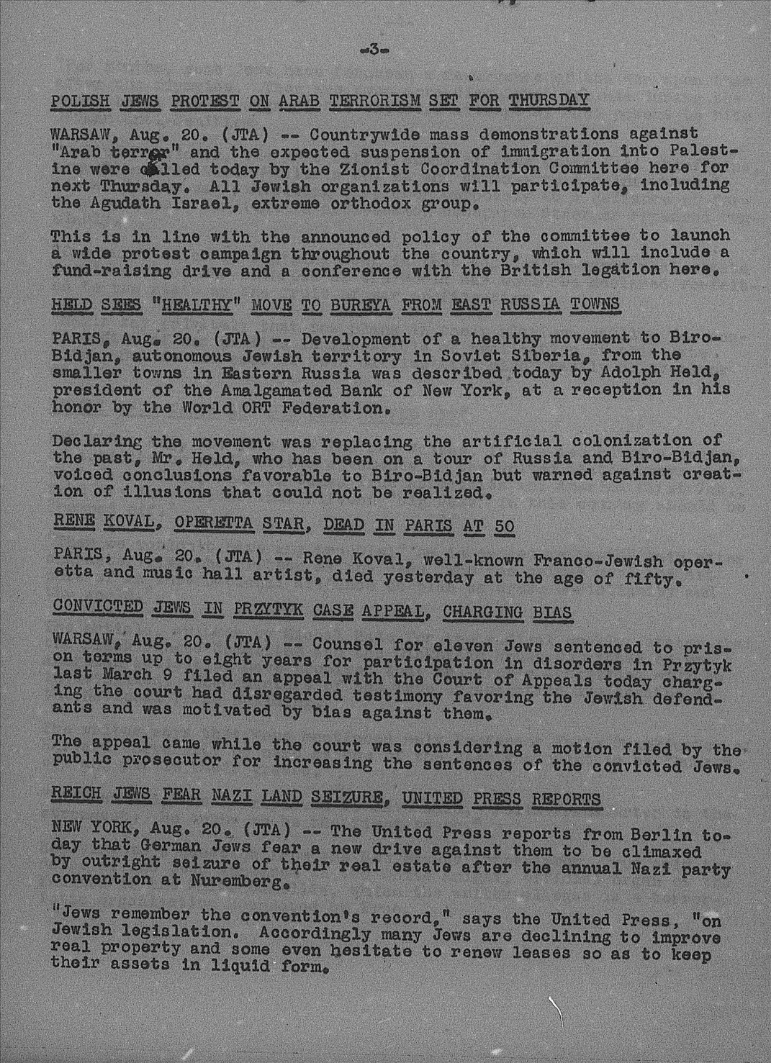 -3-
POLISH JEWS PROTEST ON ARAB TERRORISM SET FOR THURSDAY
WARSAW, Aug. 20. (JTA) -- Countrywide mass demonstrations against
"Arab terror" and the expected suspension of immigration into Palest-
ine were called today by the Zionist Coordination Committee here for
next Thursday. All Jewish organizations will participate, including
the Agudath Israel, extreme orthodox group.
This is in line with the announced policy of the committee to launch
a wide protest campaign throughout the country, which will include a
fund-raising drive and a conference with the British legation here.
HELD SEES "HEALTHY" MOVE TO BUREYA FROM EAST RUSSIA TOWNS
PARIS, Aug. 20. (JTA) -- Development of a healthy movement to Biro-
Bidjan, autonomous Jewish territory in Soviet Siberia, from the
smaller towns in Eastern Russia was described today by Adolph Held,
president of the Amalgamated Bank of New York, at a reception in his
honor by the World ORT Federation.
Declaring the movement was replacing the artificial colonization of
the past, Mr. Held, who has been on a tour of Russia and Biro-Bidjan,
voiced conclusions favorable to Biro-Bidjan but warned against creat-
ion of illusions that could not be realized.
RENE KOVAL, OPERETTA STAR, DEAD IN PARIS AT 50
PARIS, Aug. 20. (JTA) -- Rene Koval, well-known Franco-Jewish oper-
etta and music hall artist, died yesterday at the age of fifty.
CONVICTED JEWS IN PRZYTYK CASE APPEAL, CHARGING BIAS
WARSAW, Aug. 20. (JTA) -- Counsel for eleven Jews sentenced to pris-
on terms up to eight years for participation in disorders in Przytyk
last March 9 filed an appeal with the Court of Appeals today charg-
ing the court had disregarded testimony favoring the Jewish defend-
ants and was motivated by bias against them.
The appeal came while the court was considering a motion filed by the
public prosecutor for increasing the sentences of the convicted Jews.
REICH JEWS FEAR NAZI LAND SEIZURE, UNITED PRESS REPORTS
NEW YORK, Aug. 20. (JTA) -- The United Press reports from Berlin to-
day that German Jews fear a new drive against them to be climaxed
by outright seizure of their real estate after the annual Nazi party
convention at Nuremberg.
"Jews remember the convention's record," says the United Press, "on
Jewish legislation. Accordingly many Jews are declining to improve
real property and some even hesitate to renew leases so as to keep
their assets in liquid form.